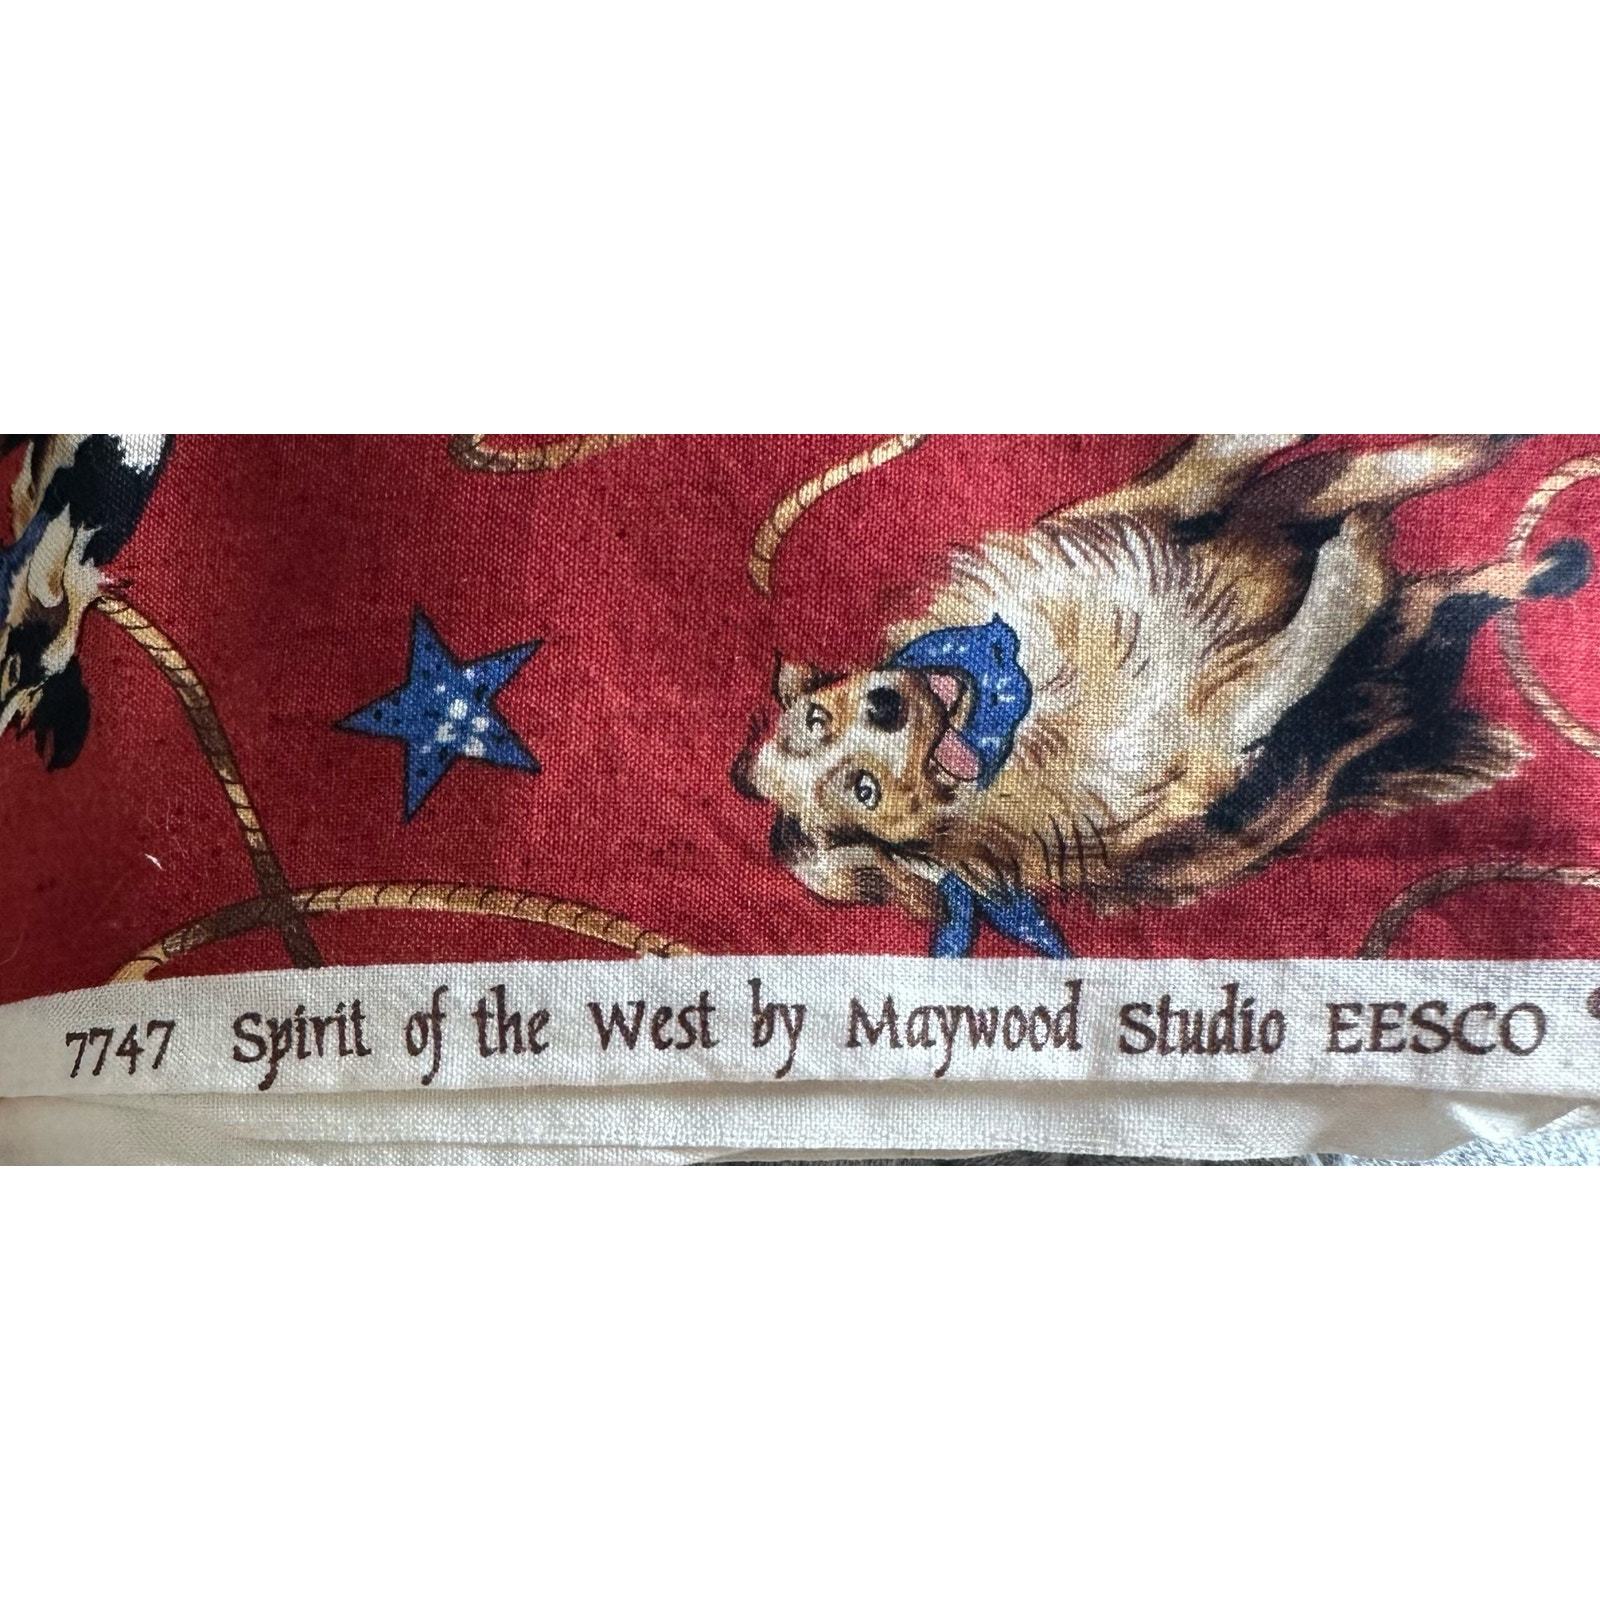 7747 Spirit of the West by Maywood Studio EESCO